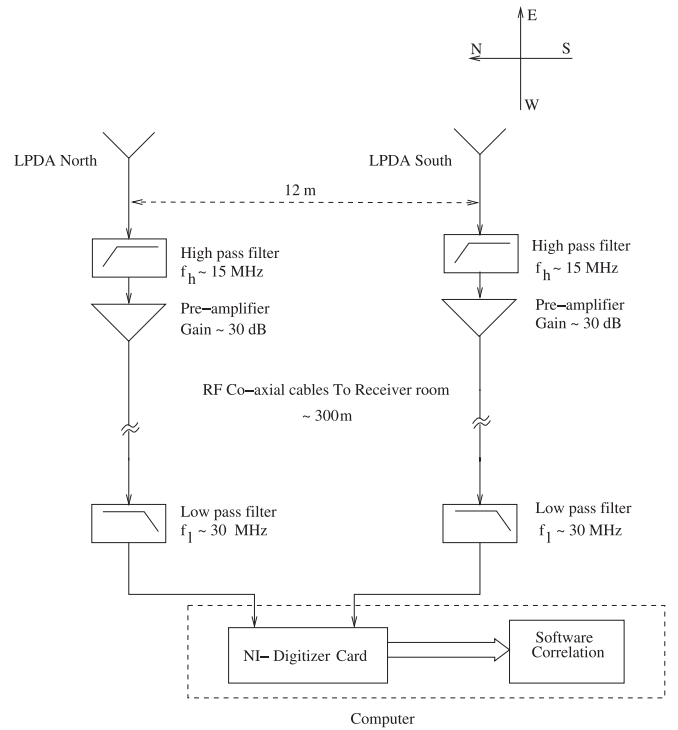 E
N
S
W
LPDA North
LPDA South
12 m
High pass filter
f_h ~ 15 MHz
High pass filter
f_h ~ 15 MHz
Pre-amplifier
Gain ~ 30 dB
Pre-amplifier
Gain ~ 30 dB
RF Co-axial cables To Receiver room
~ 300m
Low pass filter
f_l ~ 30 MHz
Low pass filter
f_l ~ 30 MHz
NI- Digitizer Card
Software
Correlation
Computer